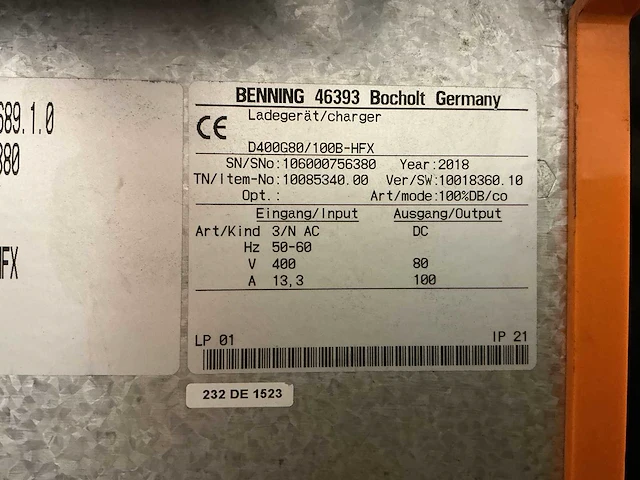 689.1.0
380
HFX
BENNING 46393 Bocholt Germany
CE Ladegerät/charger
D400G80/100B-HFX
SN/SNo: 106000756380 Year: 2018
TN/Item-No: 10085340.00 Ver/SW: 10018360.10
Opt.: Art/mode: 100%DB/co
Eingang/Input Ausgang/Output
Art/Kind 3/N AC DC
Hz 50-60
V 400 80
A 13,3 100
LP 01 IP 21
232 DE 1523